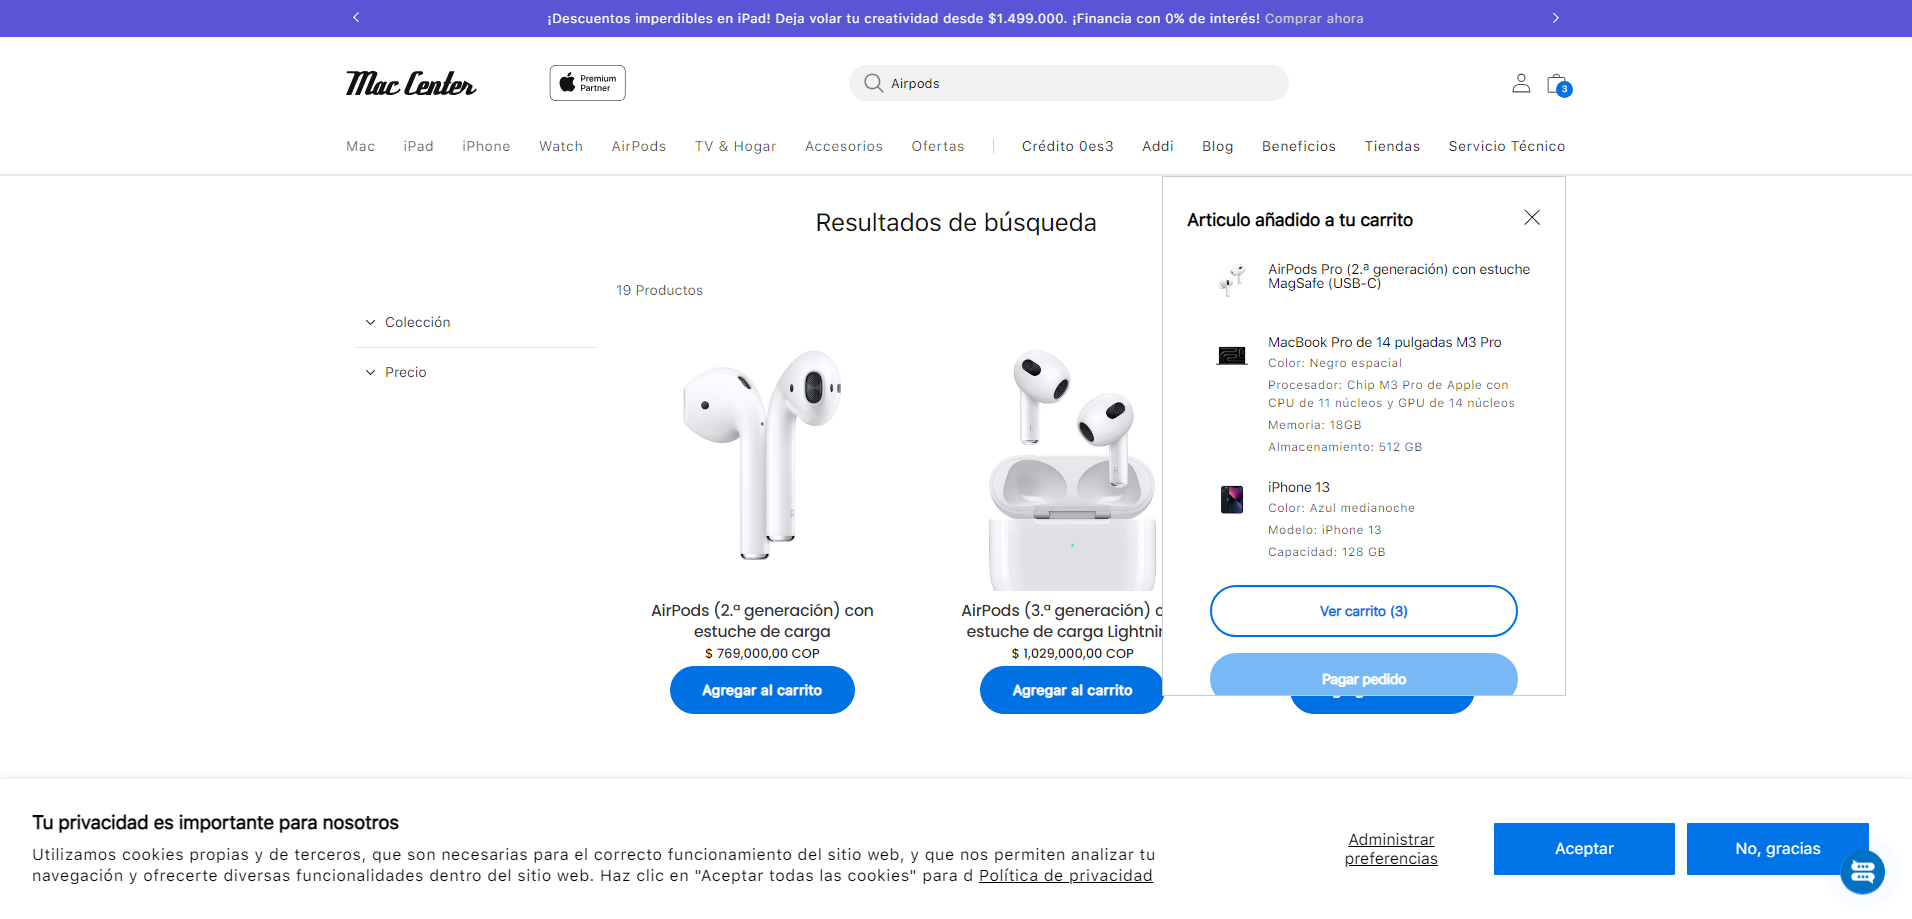 ¡Descuentos imperdibles en iPad! Deja volar tu creatividad desde $1.499.000. ¡Financia con 0% de interés! Comprar ahora
Mac Center
Premium
Partner
Airpods
3
Mac iPad iPhone Watch AirPods TV & Hogar Accesorios Ofertas Crédito 0es3 Addi Blog Beneficios Tiendas Servicio Técnico
Resultados de búsqueda
19 Productos
Colección
Precio
AirPods (2.ª generación) con
estuche de carga
$ 769,000,00 COP
Agregar al carrito
AirPods (3.ª generación)
estuche de carga
$ 1,029,000,00 COP
Agregar al carrito
Articulo añadido a tu carrito
AirPods Pro (2.ª generación) con estuche
MagSafe (USB-C)
MacBook Pro de 14 pulgadas M3 Pro
Color: Negro espacial
Procesador: Chip M3 Pro de Apple con
CPU de 11 núcleos y GPU de 14 núcleos
Memoria: 18GB
Almacenamiento: 512 GB
iPhone 13
Color: Azul medianoche
Modelo: iPhone 13
Capacidad: 128 GB
Ver carrito (3)
Pagar pedido
Tu privacidad es importante para nosotros
Utilizamos cookies propias y de terceros, que son necesarias para el correcto funcionamiento del sitio web, y que nos permiten analizar tu
navegación y ofrecerte diversas funcionalidades dentro del sitio web. Haz clic en "Aceptar todas las cookies" para d Política de privacidad
Administrar
preferencias
Aceptar
No, gracias